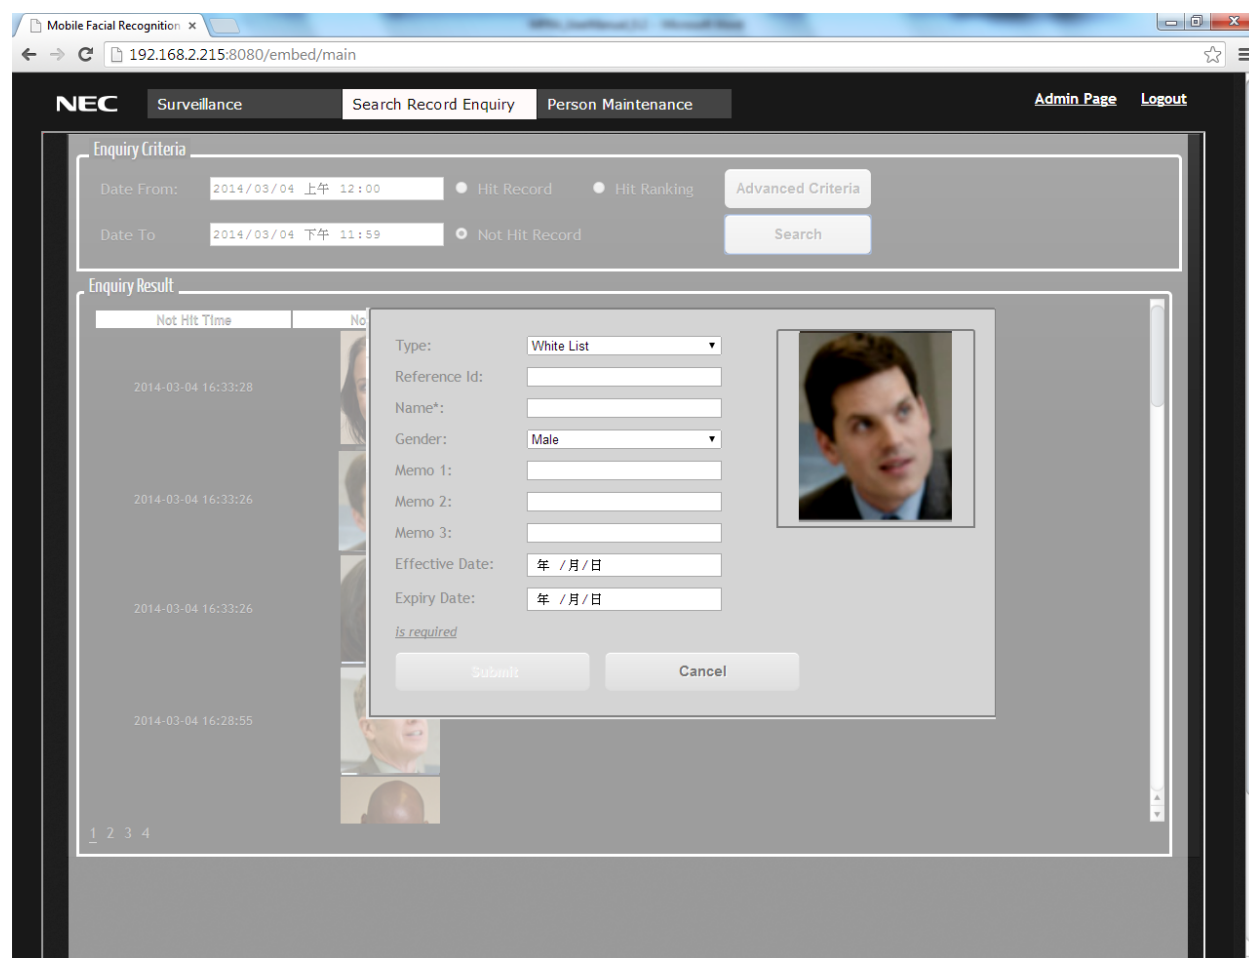 Mobile Facial Recognition
192.168.2.215:8080/embed/main
NEC Surveillance Search Record Enquiry Person Maintenance Admin Page Logout
Enquiry Criteria
Date From: 2014/03/04 上午 12:00 Hit Record Hit Ranking Advanced Criteria
Date To 2014/03/04 下午 11:59 Not Hit Record Search
Enquiry Result
Not Hit Time No
2014-03-04 16:33:28
2014-03-04 16:33:26
2014-03-04 16:33:26
2014-03-04 16:28:55
Type: White List
Reference Id:
Name*:
Gender: Male
Memo 1:
Memo 2:
Memo 3:
Effective Date: 年 /月/日
Expiry Date: 年 /月/日
is required
Submit Cancel
1 2 3 4